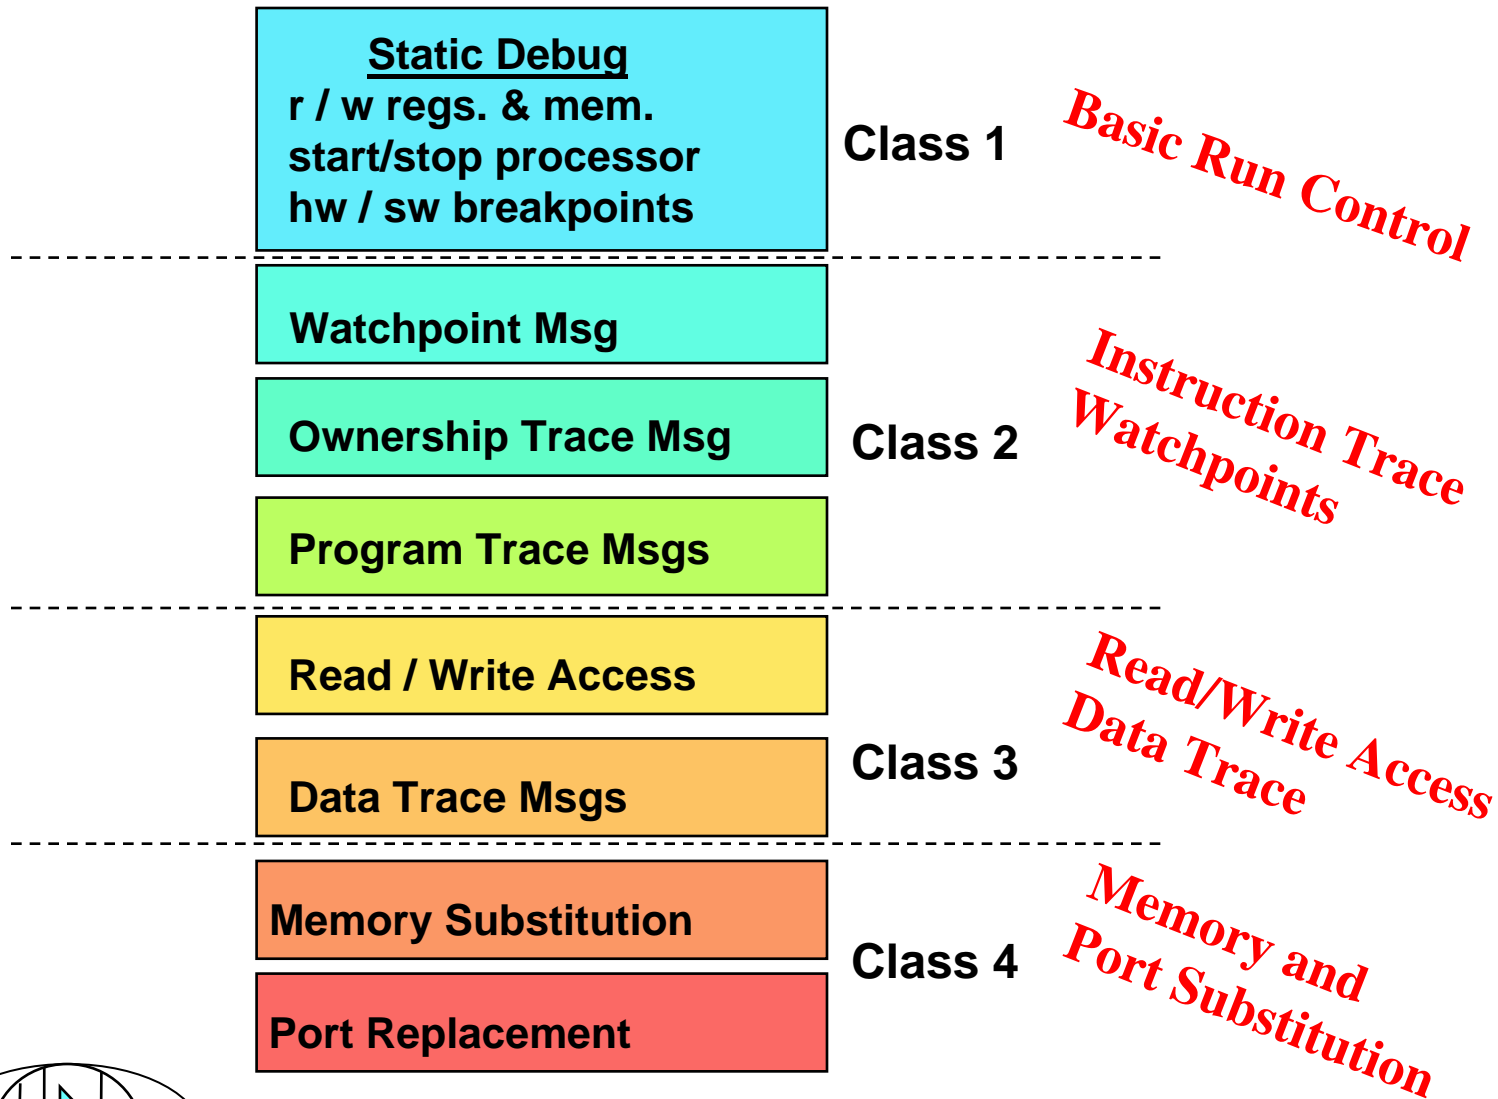 Static Debug
r / w regs. & mem.
start/stop processor
hw / sw breakpoints
Class 1
Basic Run Control
Watchpoint Msg
Ownership Trace Msg
Program Trace Msgs
Class 2
Instruction Trace
Watchpoints
Read / Write Access
Data Trace Msgs
Class 3
Read/Write Access
Data Trace
Memory Substitution
Port Replacement
Class 4
Memory and
Port Substitution